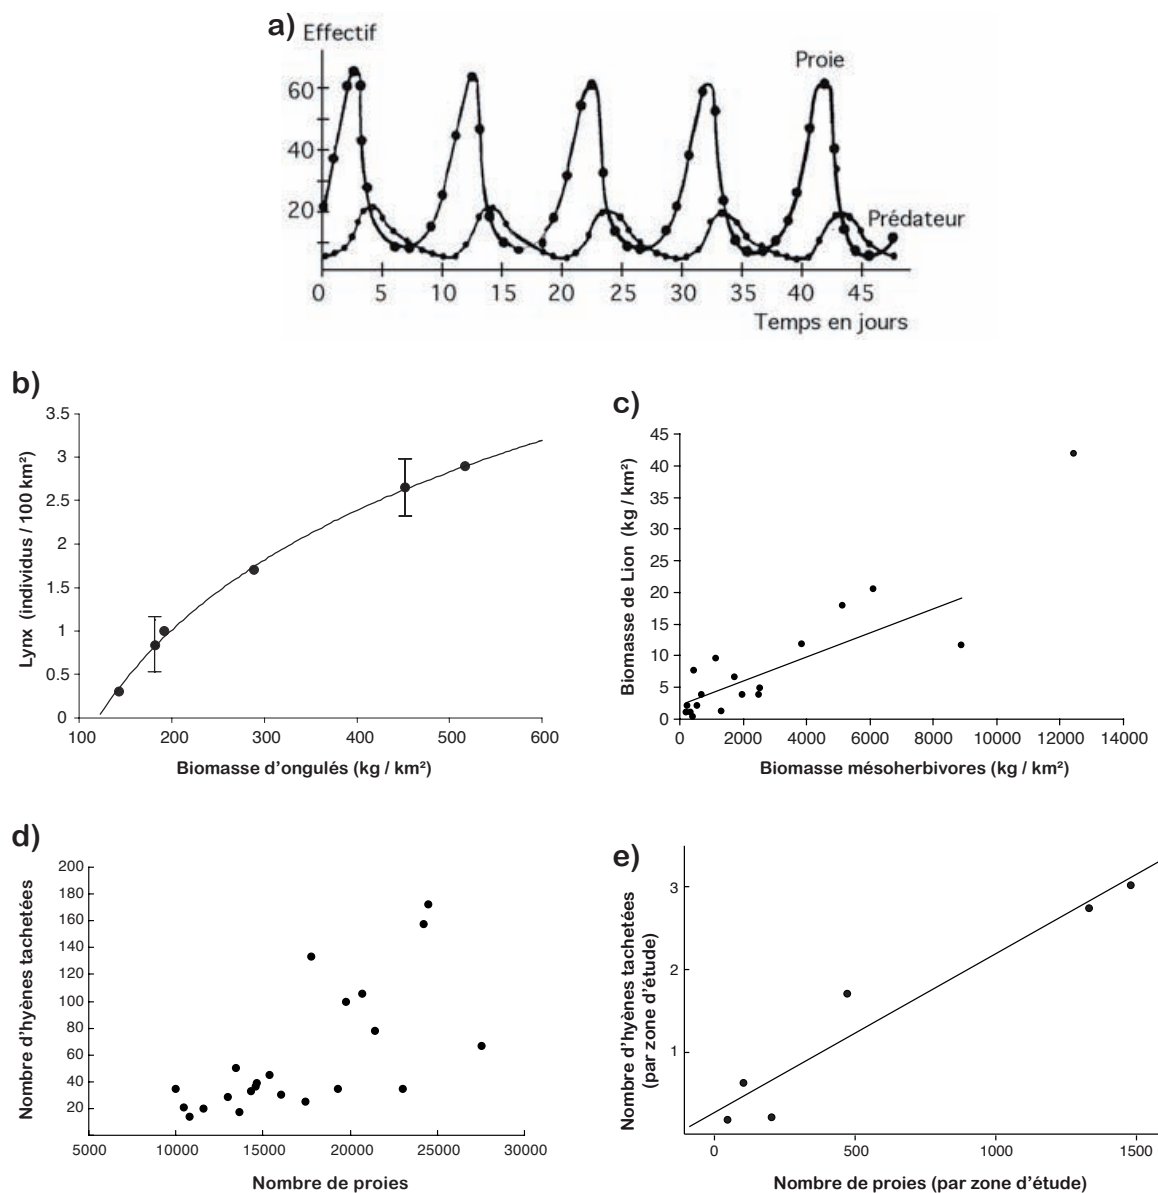 a)
Effectif
Proie
60
40
20
Prédateur
0 5 10 15 20 25 30 35 40 45
Temps en jours
b)
Lynx (individus / 100 km²)
3.5
3
2.5
2
1.5
1
0.5
0
100 200 300 400 500 600
Biomasse d'ongulés (kg / km²)
c)
Biomasse de Lion (kg / km²)
45
40
35
30
25
20
15
10
5
0
0 2000 4000 6000 8000 10000 12000 14000
Biomasse mésoherbivores (kg / km²)
d)
Nombre d'hyènes tachetées
200
180
160
140
120
100
80
60
40
20
5000 10000 15000 20000 25000 30000
Nombre de proies
e)
Nombre d'hyènes tachetées
(par zone d'étude)
3
2
1
0 500 1000 1500
Nombre de proies (par zone d'étude)